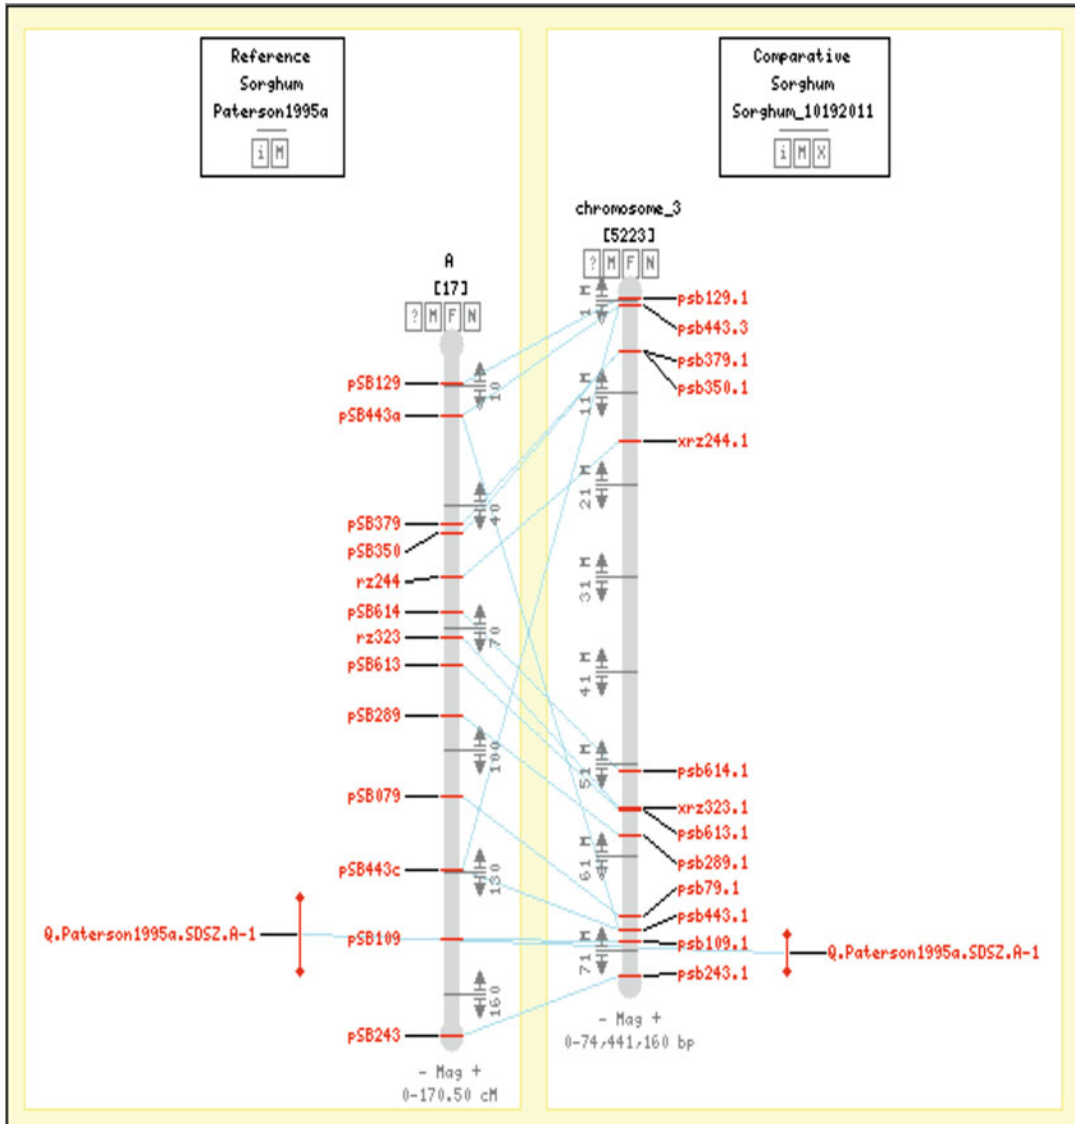 Reference
Sorghum
Paterson1995a
i M
Comparative
Sorghum
Sorghum_10192011
i M X
A
[17]
? M F N
pSB129
pSB443a
pSB379
pSB350
rz244
pSB614
rz323
pSB613
pSB289
pSB079
pSB443c
Q.Paterson1995a.SDSZ.A-1
pSB109
pSB243
10
40
70
100
130
160
- Mag +
0-170.50 cM
chromosome_3
[5223]
? M F N
1 M
11 M
21 M
31 M
41 M
51 M
61 M
71 M
psb129.1
psb443.3
psb379.1
psb350.1
xrz244.1
psb614.1
xrz323.1
psb613.1
psb289.1
psb79.1
psb443.1
psb109.1
Q.Paterson1995a.SDSZ.A-1
psb243.1
- Mag +
0-74,441,160 bp